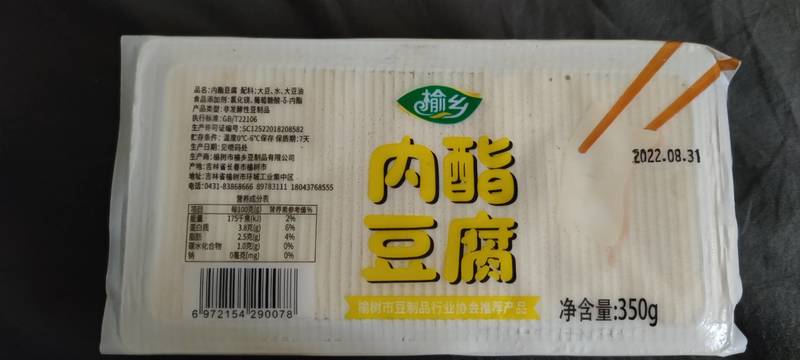 品名:内酯豆腐 配料:大豆、水、大豆油
食品添加剂:氯化镁、葡萄糖酸-δ-内酯
产品类型:非发酵性豆制品
执行标准:GB/T22106
生产许可证编号:SC12522018208582
贮存条件: 温度0℃-6℃保存 保质期:7天
生产日期:见喷码处
生产商:榆树市榆乡豆制品有限公司
产地:吉林省长春市榆树市
地址:吉林省榆树市环城工业集中区
电话:0431-83868666 89783111 18043768555
营养成分表
项目 每100克(g) 营养素参考值%
能量 175千焦(kJ) 2%
蛋白质 3.8克(g) 6%
脂肪 2.5克(g) 4%
碳水化合物 1.0克(g) 0%
钠 0毫克(mg) 0%
6 972154 290078
榆乡
内酯
豆腐
榆树市豆制品行业协会推荐产品
2022.08.31
净含量:350g